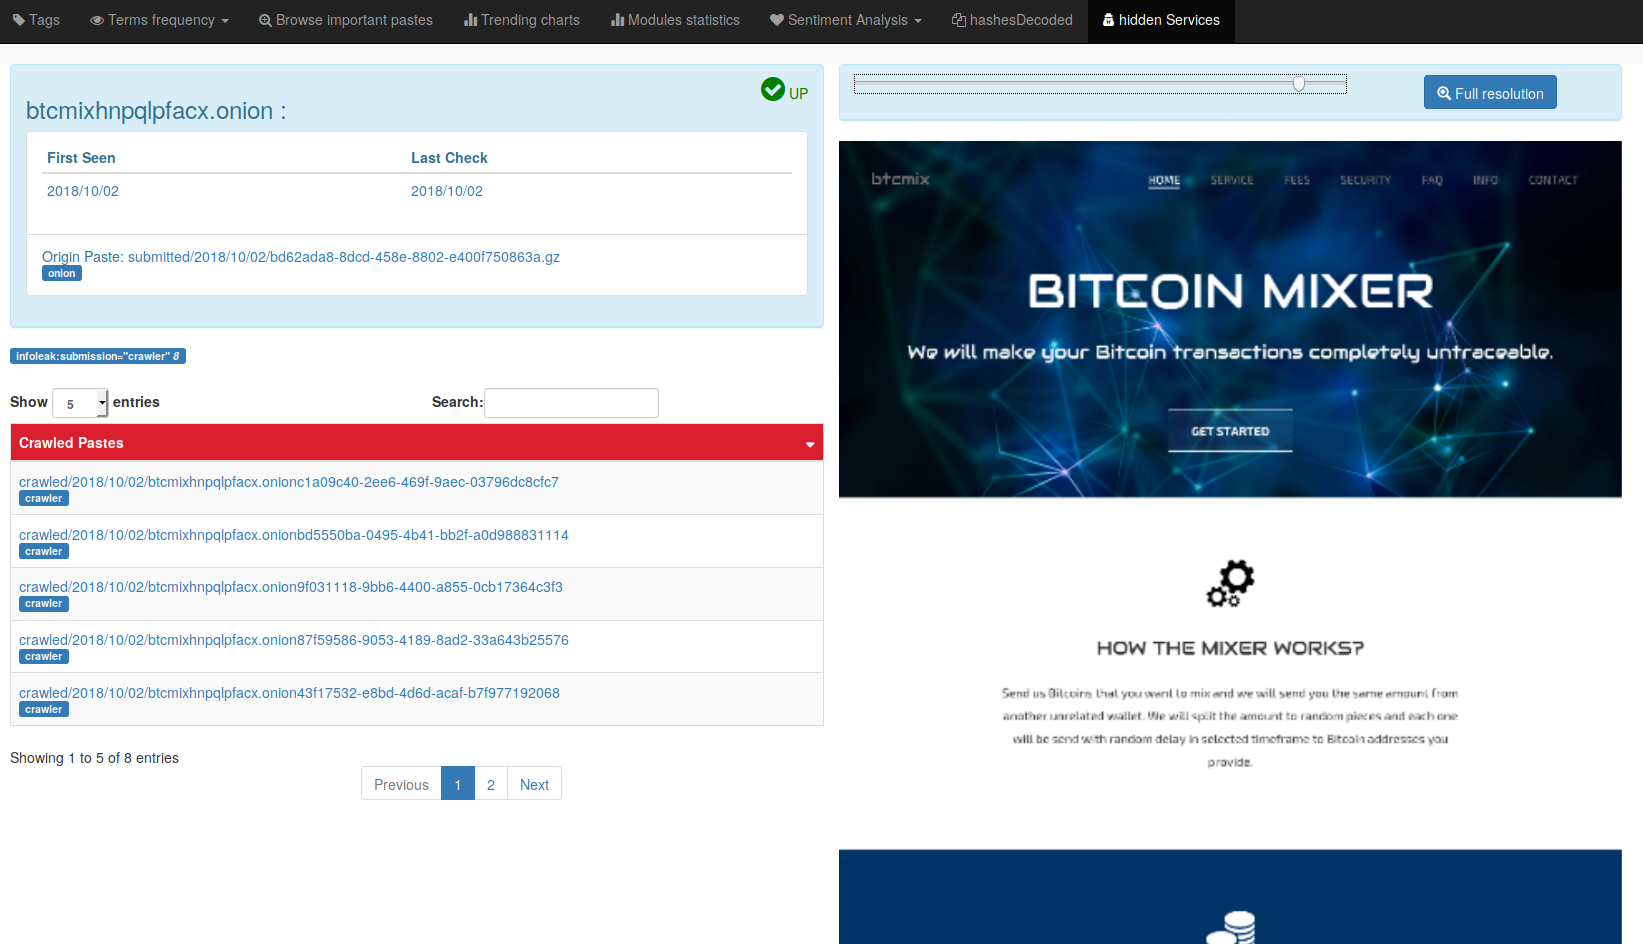 Tags Terms frequency Browse important pastes Trending charts Modules statistics Sentiment Analysis hashesDecoded hidden Services
btcmixhnpqlpfacx.onion :
UP
First Seen Last Check
2018/10/02 2018/10/02
Origin Paste: submitted/2018/10/02/bd62ada8-8dcd-458e-8802-e400f750863a.gz
onion
infoleak:submission="crawler" 8
Show 5 entries Search:
Crawled Pastes
crawled/2018/10/02/btcmixhnpqlpfacx.onionc1a09c40-2ee6-469f-9aec-03796dc8cfc7
crawler
crawled/2018/10/02/btcmixhnpqlpfacx.onionbd5550ba-0495-4b41-bb2f-a0d988831114
crawler
crawled/2018/10/02/btcmixhnpqlpfacx.onion9f031118-9bb6-4400-a855-0cb17364c3f3
crawler
crawled/2018/10/02/btcmixhnpqlpfacx.onion87f59586-9053-4189-8ad2-33a643b25576
crawler
crawled/2018/10/02/btcmixhnpqlpfacx.onion43f17532-e8bd-4d6d-acaf-b7f977192068
crawler
Showing 1 to 5 of 8 entries
Previous 1 2 Next
Full resolution
btcmix HOME SERVICE FEES SECURITY FAQ INFO CONTACT
BITCOIN MIXER
We will make your Bitcoin transactions completely untraceable.
GET STARTED
HOW THE MIXER WORKS?
Send us Bitcoins that you want to mix and we will send you the same amount from
another unrelated wallet. We will split the amount to random pieces and each one
will be send with random delay in selected timeframe to Bitcoin addresses you
provide.